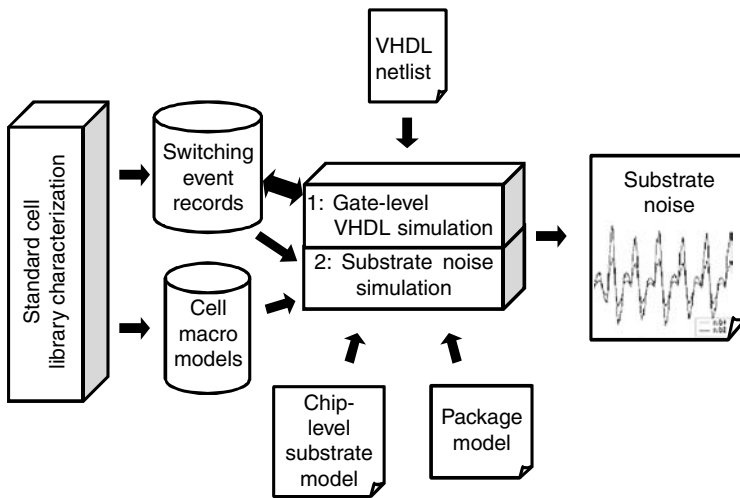 VHDL
netlist
Standard cell
library characterization
Switching
event
records
1: Gate-level
VHDL simulation
2: Substrate noise
simulation
Substrate
noise
Cell
macro
models
Chip-
level
substrate
model
Package
model